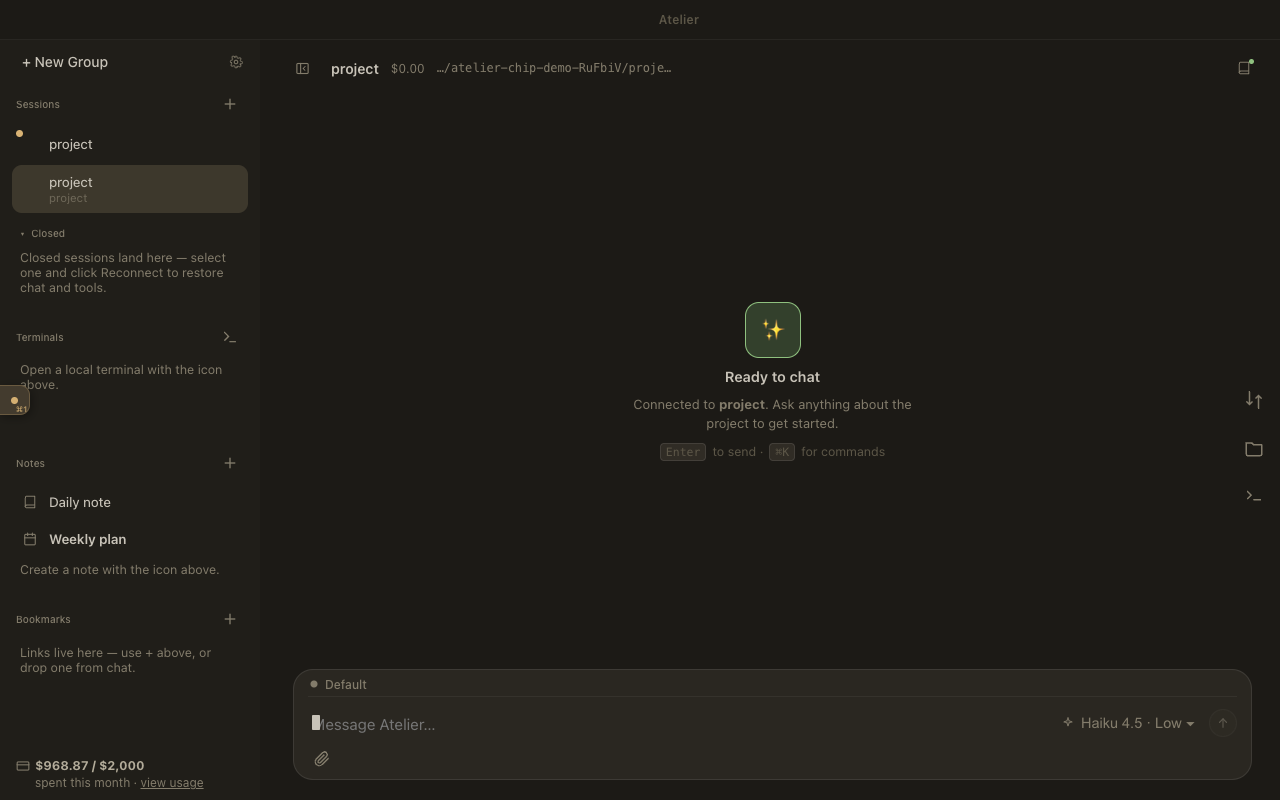 Atelier
+ New Group
Sessions
project
project
project
Closed
Closed sessions land here — select
one and click Reconnect to restore
chat and tools.
Terminals
Open a local terminal with the icon
above.
⌘1
Notes
Daily note
Weekly plan
Create a note with the icon above.
Bookmarks
Links live here — use + above, or
drop one from chat.
$968.87 / $2,000
spent this month · view usage
project $0.00 …/atelier-chip-demo-RuFbiV/proje…
Ready to chat
Connected to project. Ask anything about the
project to get started.
Enter to send · ⌘K for commands
Default
Message Atelier...
Haiku 4.5 · Low